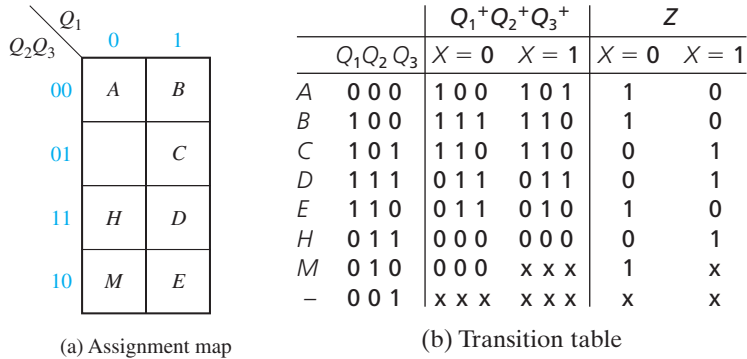 Q₁
Q₂Q₃
0 1
00 A B
01 C
11 H D
10 M E
(a) Assignment map
Q₁⁺Q₂⁺Q₃⁺ Z
Q₁Q₂Q₃ X = 0 X = 1 X = 0 X = 1
A 0 0 0 1 0 0 1 0 1 1 0
B 1 0 0 1 1 1 1 1 0 1 0
C 1 0 1 1 1 0 1 1 0 0 1
D 1 1 1 0 1 1 0 1 1 0 1
E 1 1 0 0 1 1 0 1 0 1 0
H 0 1 1 0 0 0 0 0 0 0 1
M 0 1 0 0 0 0 x x x 1 x
– 0 0 1 x x x x x x x x
(b) Transition table